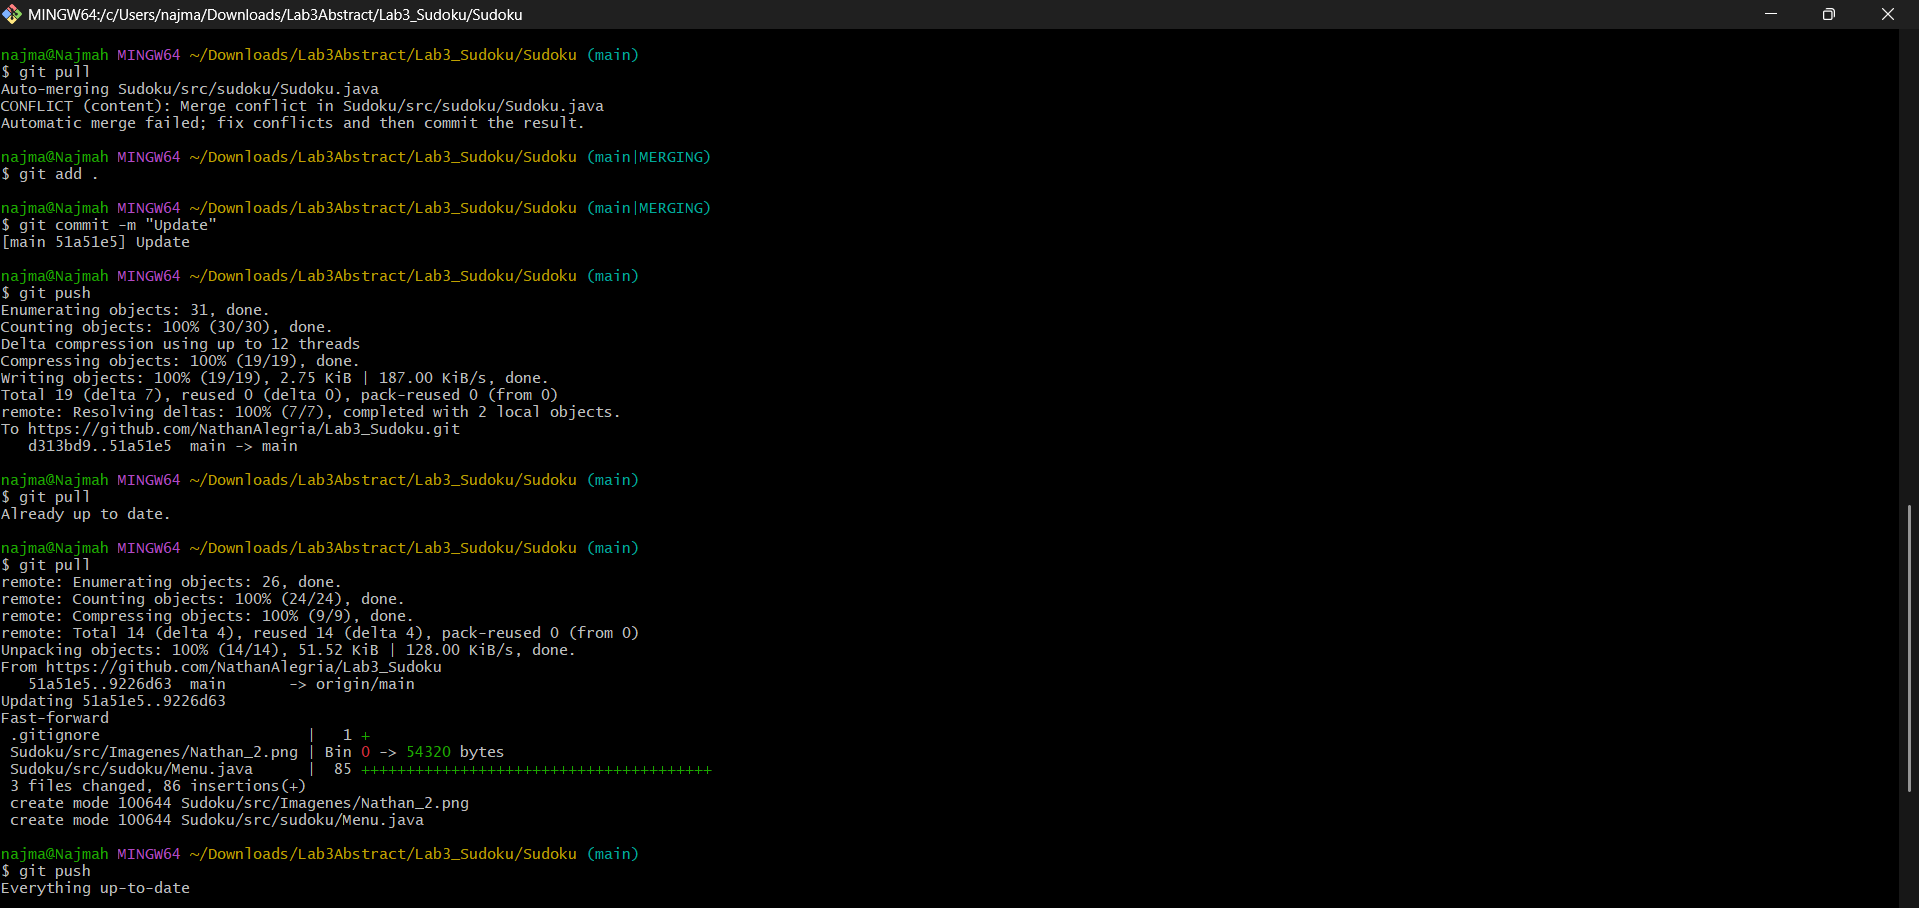 MINGW64:/c/Users/najma/Downloads/Lab3Abstract/Lab3_Sudoku/Sudoku
najma@Najmah MINGW64 ~/Downloads/Lab3Abstract/Lab3_Sudoku/Sudoku (main)
$ git pull
Auto-merging Sudoku/src/sudoku/Sudoku.java
CONFLICT (content): Merge conflict in Sudoku/src/sudoku/Sudoku.java
Automatic merge failed; fix conflicts and then commit the result.
najma@Najmah MINGW64 ~/Downloads/Lab3Abstract/Lab3_Sudoku/Sudoku (main|MERGING)
$ git add .
najma@Najmah MINGW64 ~/Downloads/Lab3Abstract/Lab3_Sudoku/Sudoku (main|MERGING)
$ git commit -m "Update"
[main 51a51e5] Update
najma@Najmah MINGW64 ~/Downloads/Lab3Abstract/Lab3_Sudoku/Sudoku (main)
$ git push
Enumerating objects: 31, done.
Counting objects: 100% (30/30), done.
Delta compression using up to 12 threads
Compressing objects: 100% (19/19), done.
Writing objects: 100% (19/19), 2.75 KiB | 187.00 KiB/s, done.
Total 19 (delta 7), reused 0 (delta 0), pack-reused 0 (from 0)
remote: Resolving deltas: 100% (7/7), completed with 2 local objects.
To https://github.com/NathanAlegria/Lab3_Sudoku.git
   d313bd9..51a51e5  main -> main
najma@Najmah MINGW64 ~/Downloads/Lab3Abstract/Lab3_Sudoku/Sudoku (main)
$ git pull
Already up to date.
najma@Najmah MINGW64 ~/Downloads/Lab3Abstract/Lab3_Sudoku/Sudoku (main)
$ git pull
remote: Enumerating objects: 26, done.
remote: Counting objects: 100% (24/24), done.
remote: Compressing objects: 100% (9/9), done.
remote: Total 14 (delta 4), reused 14 (delta 4), pack-reused 0 (from 0)
Unpacking objects: 100% (14/14), 51.52 KiB | 128.00 KiB/s, done.
From https://github.com/NathanAlegria/Lab3_Sudoku
   51a51e5..9226d63  main       -> origin/main
Updating 51a51e5..9226d63
Fast-forward
 .gitignore                       |   1 +
 Sudoku/src/Imagenes/Nathan_2.png | Bin 0 -> 54320 bytes
 Sudoku/src/sudoku/Menu.java      |  85 +++++++++++++++++++++++++++++++++++++++
 3 files changed, 86 insertions(+)
 create mode 100644 Sudoku/src/Imagenes/Nathan_2.png
 create mode 100644 Sudoku/src/sudoku/Menu.java
najma@Najmah MINGW64 ~/Downloads/Lab3Abstract/Lab3_Sudoku/Sudoku (main)
$ git push
Everything up-to-date